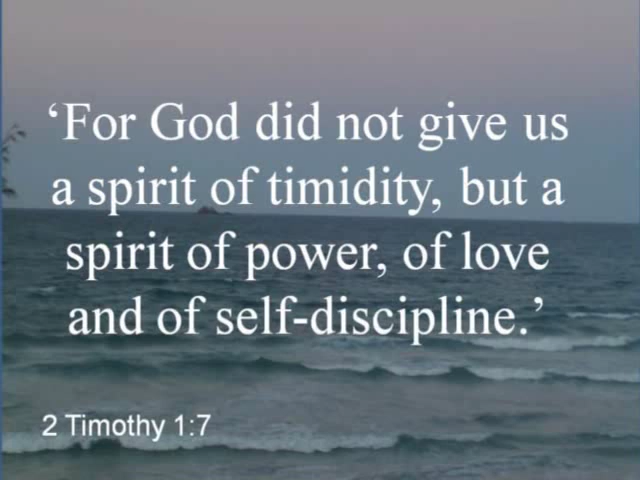 ‘For God did not give us
a spirit of timidity, but a
spirit of power, of love
and of self-discipline.’
2 Timothy 1:7